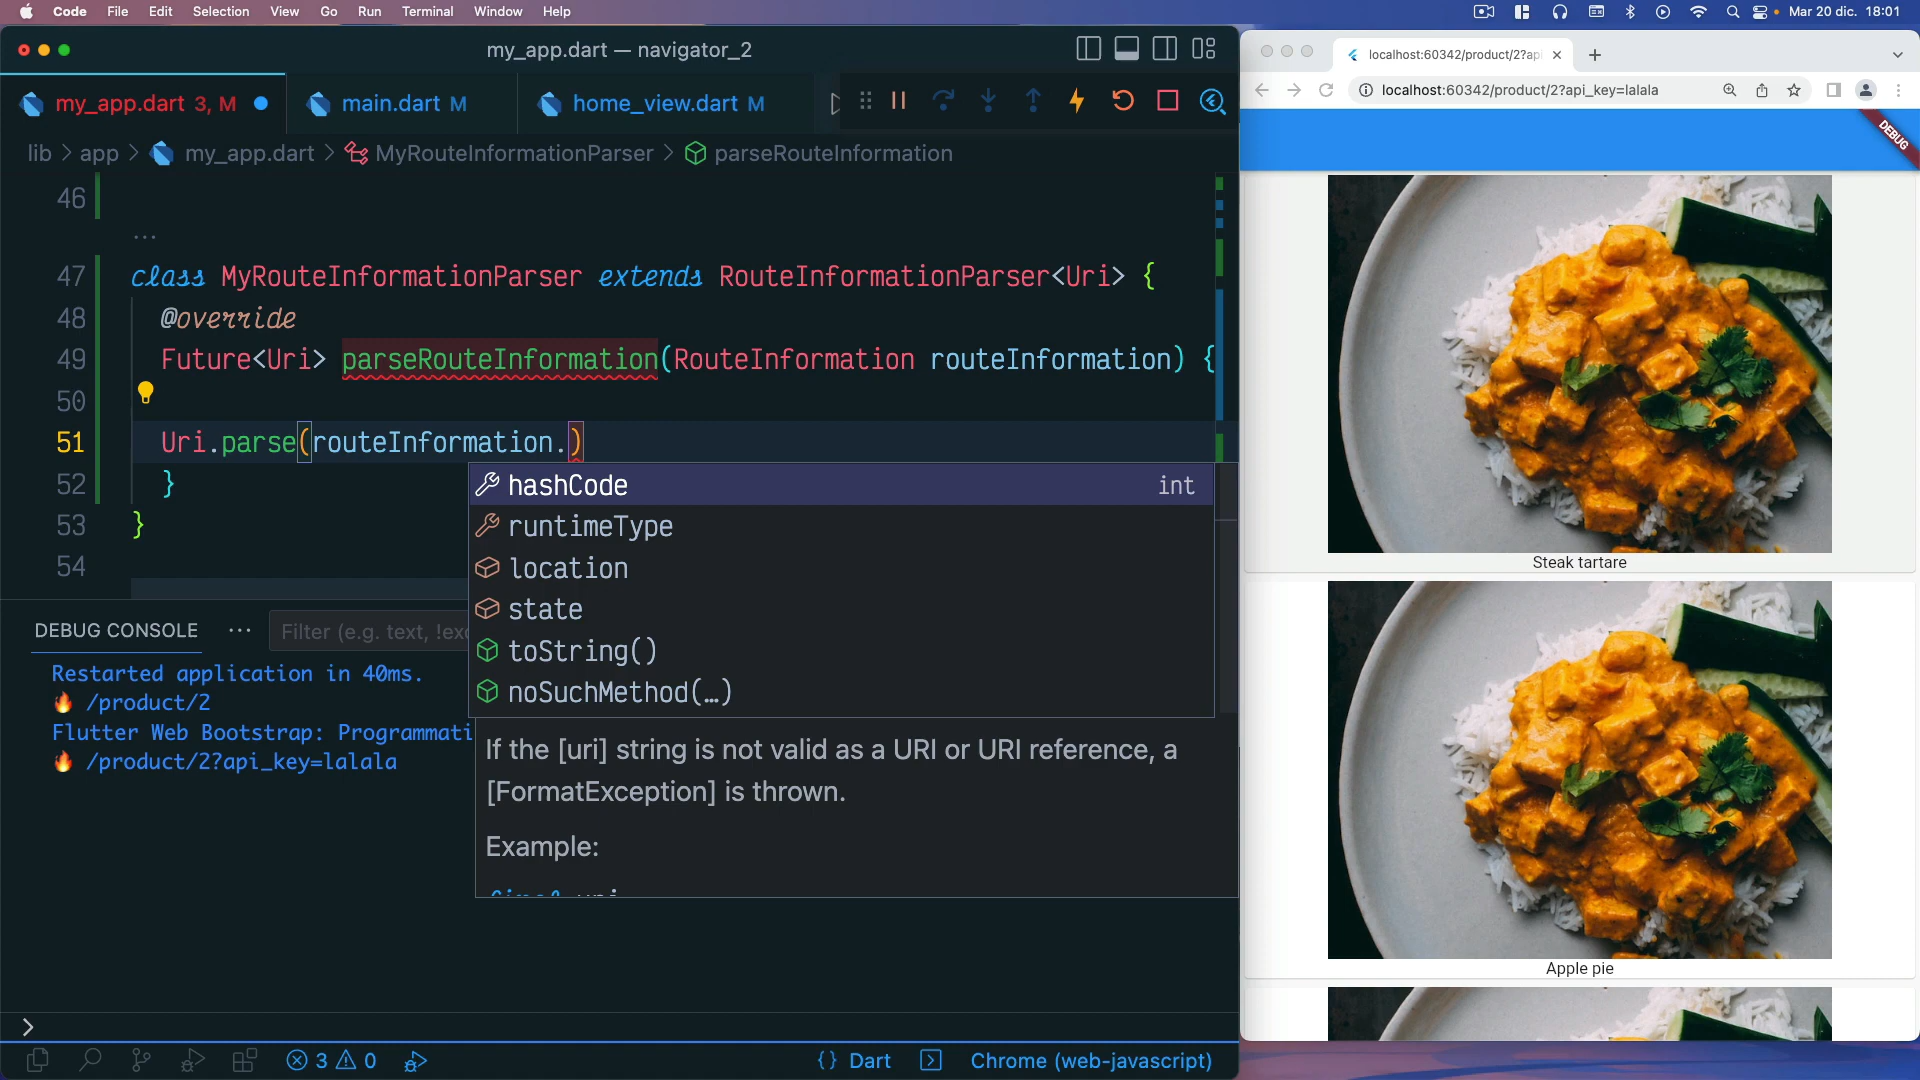 Code File Edit Selection View Go Run Terminal Window Help
Mar 20 dic. 18:01
my_app.dart — navigator_2
my_app.dart 3, M
main.dart M
home_view.dart M
lib > app > my_app.dart > MyRouteInformationParser > parseRouteInformation
46
...
47 class MyRouteInformationParser extends RouteInformationParser<Uri> {
48 @override
49 Future<Uri> parseRouteInformation(RouteInformation routeInformation) {
50
51 Uri.parse(routeInformation.)
52 }
53 }
54
hashCode int
runtimeType
location
state
toString()
noSuchMethod(…)
If the [uri] string is not valid as a URI or URI reference, a
[FormatException] is thrown.
Example:
DEBUG CONSOLE ... Filter (e.g. text, !exc
Restarted application in 40ms.
🔥 /product/2
Flutter Web Bootstrap: Programmati
🔥 /product/2?api_key=lalala
>
3 0
{} Dart
Chrome (web-javascript)
localhost:60342/product/2?api
localhost:60342/product/2?api_key=lalala
DEBUG
Steak tartare
Apple pie